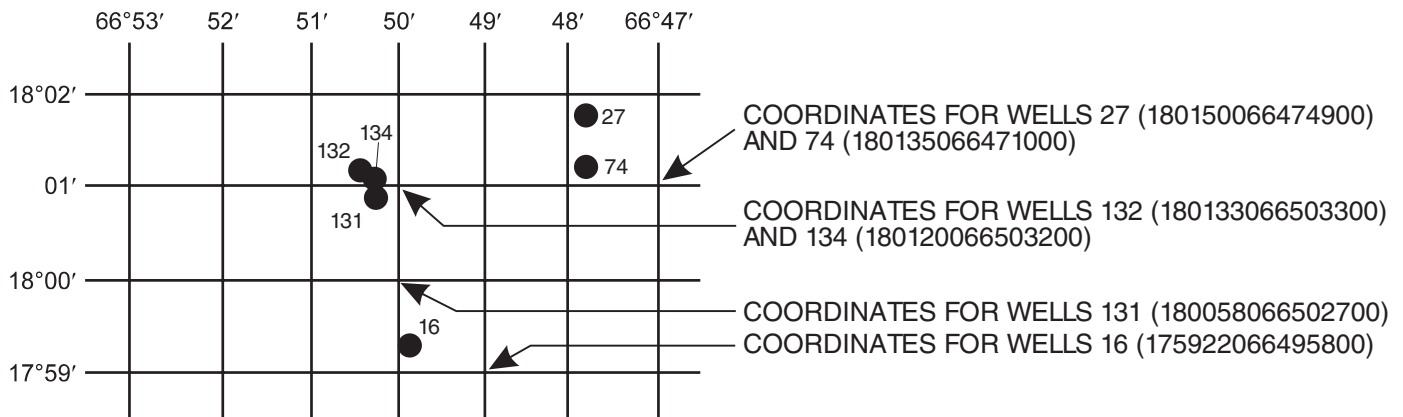 66°53′ 52′ 51′ 50′ 49′ 48′ 66°47′
18°02′
27
COORDINATES FOR WELLS 27 (180150066474900)
AND 74 (180135066471000)
134
132
74
01′
131
COORDINATES FOR WELLS 132 (180133066503300)
AND 134 (180120066503200)
18°00′
COORDINATES FOR WELLS 131 (180058066502700)
16
COORDINATES FOR WELLS 16 (175922066495800)
17°59′